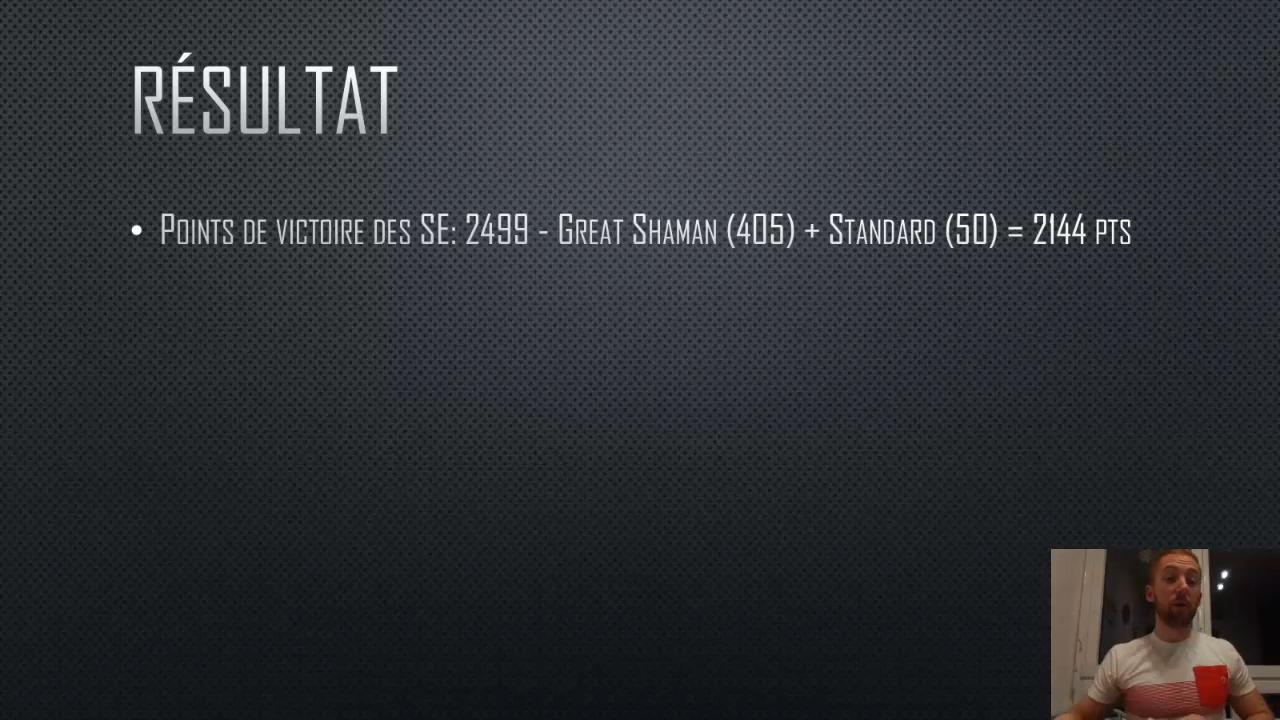 RÉSULTAT
• POINTS DE VICTOIRE DES SE: 2499 - GREAT SHAMAN (405) + STANDARD (50) = 2144 PTS